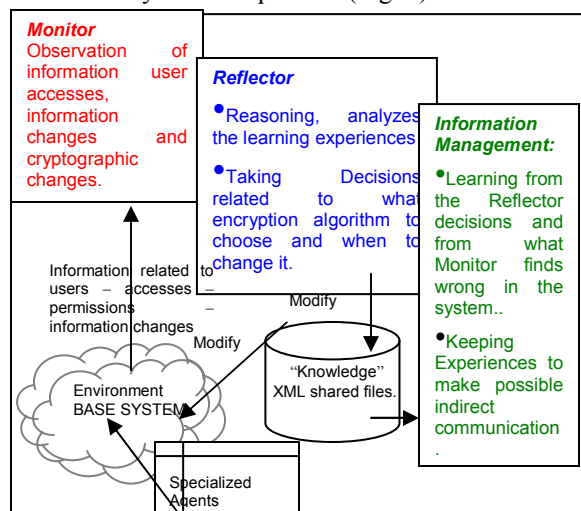 Monitor
Observation of
information user
accesses,
information
changes and
cryptographic
changes.
Reflector
•Reasoning, analyzes
the learning experiences
•Taking Decisions
related to what
encryption algorithm to
choose and when to
change it.
Information
Management:
•Learning from
the Reflector
decisions and
from what
Monitor finds
wrong in the
system..
•Keeping
Experiences to
make possible
indirect
communication
.
Information related to
users – accesses –
permissions –
information changes
Modify
Modify
“Knowledge”
XML shared files.
Environment
BASE SYSTEM
Specialized
Agents